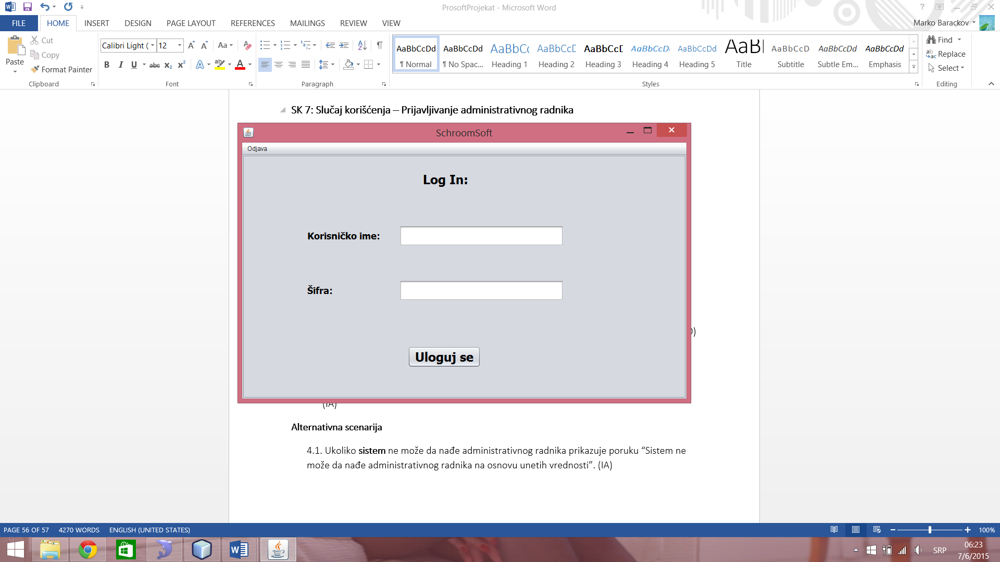 ProsoftProjekat - Microsoft Word
FILE HOME INSERT DESIGN PAGE LAYOUT REFERENCES MAILINGS REVIEW VIEW Marko Barackov
Paste
Cut
Copy
Format Painter
Clipboard
Calibri Light ( 12
Font
Paragraph
AaBbCcDd AaBbCcDd AaBbCc AaBbCcD AaBbCcD AaBbCcD AaBbCcDd AaB AaBbCcD AaBbCcDd AaBbCcDd
¶ Normal ¶ No Spac... Heading 1 Heading 2 Heading 3 Heading 4 Heading 5 Title Subtitle Subtle Em... Emphasis
Styles
Find
Replace
Select
Editing
SK 7: Slučaj korišćenja – Prijavljivanje administrativnog radnika
SchroomSoft
Odjava
Log In:
Korisničko ime:
Šifra:
Uloguj se
(IA)
Alternativna scenarija
4.1. Ukoliko sistem ne može da nađe administrativnog radnika prikazuje poruku “Sistem ne
može da nađe administrativnog radnika na osnovu unetih vrednosti”. (IA)
PAGE 56 OF 57 4270 WORDS ENGLISH (UNITED STATES) 100%
SRP
06:23
7/6/2015